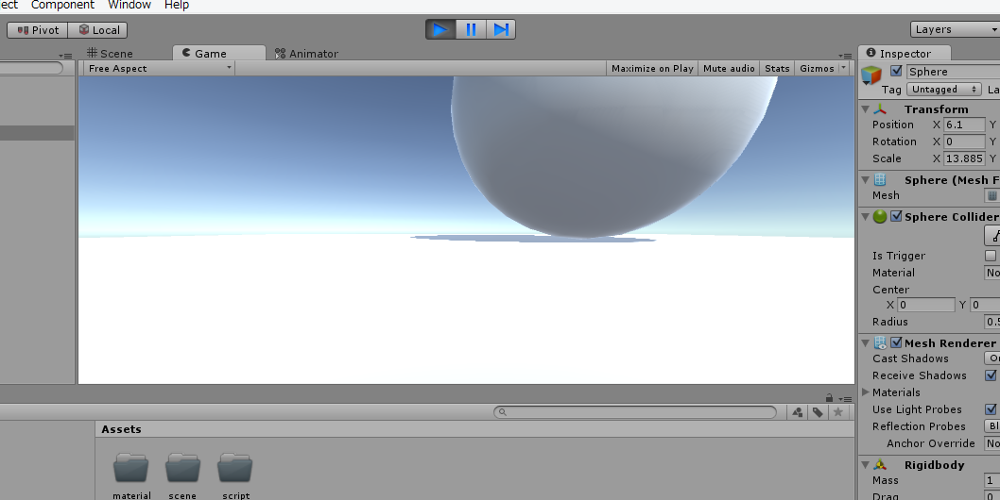 ject Component Window Help
Pivot Local Layers
Scene Game Animator Inspector
Free Aspect Maximize on Play Mute audio Stats Gizmos Sphere
Tag Untagged La
Transform
Position X 6.1 Y
Rotation X 0 Y
Scale X 13.885 Y
Sphere (Mesh F
Mesh
Sphere Collider
Is Trigger
Material No
Center
X 0 Y 0
Radius 0.5
Mesh Renderer
Cast Shadows On
Receive Shadows
Materials
Use Light Probes
Reflection Probes Bl
Anchor Override No
Assets
Rigidbody
Mass 1
material scene script
Drag 0